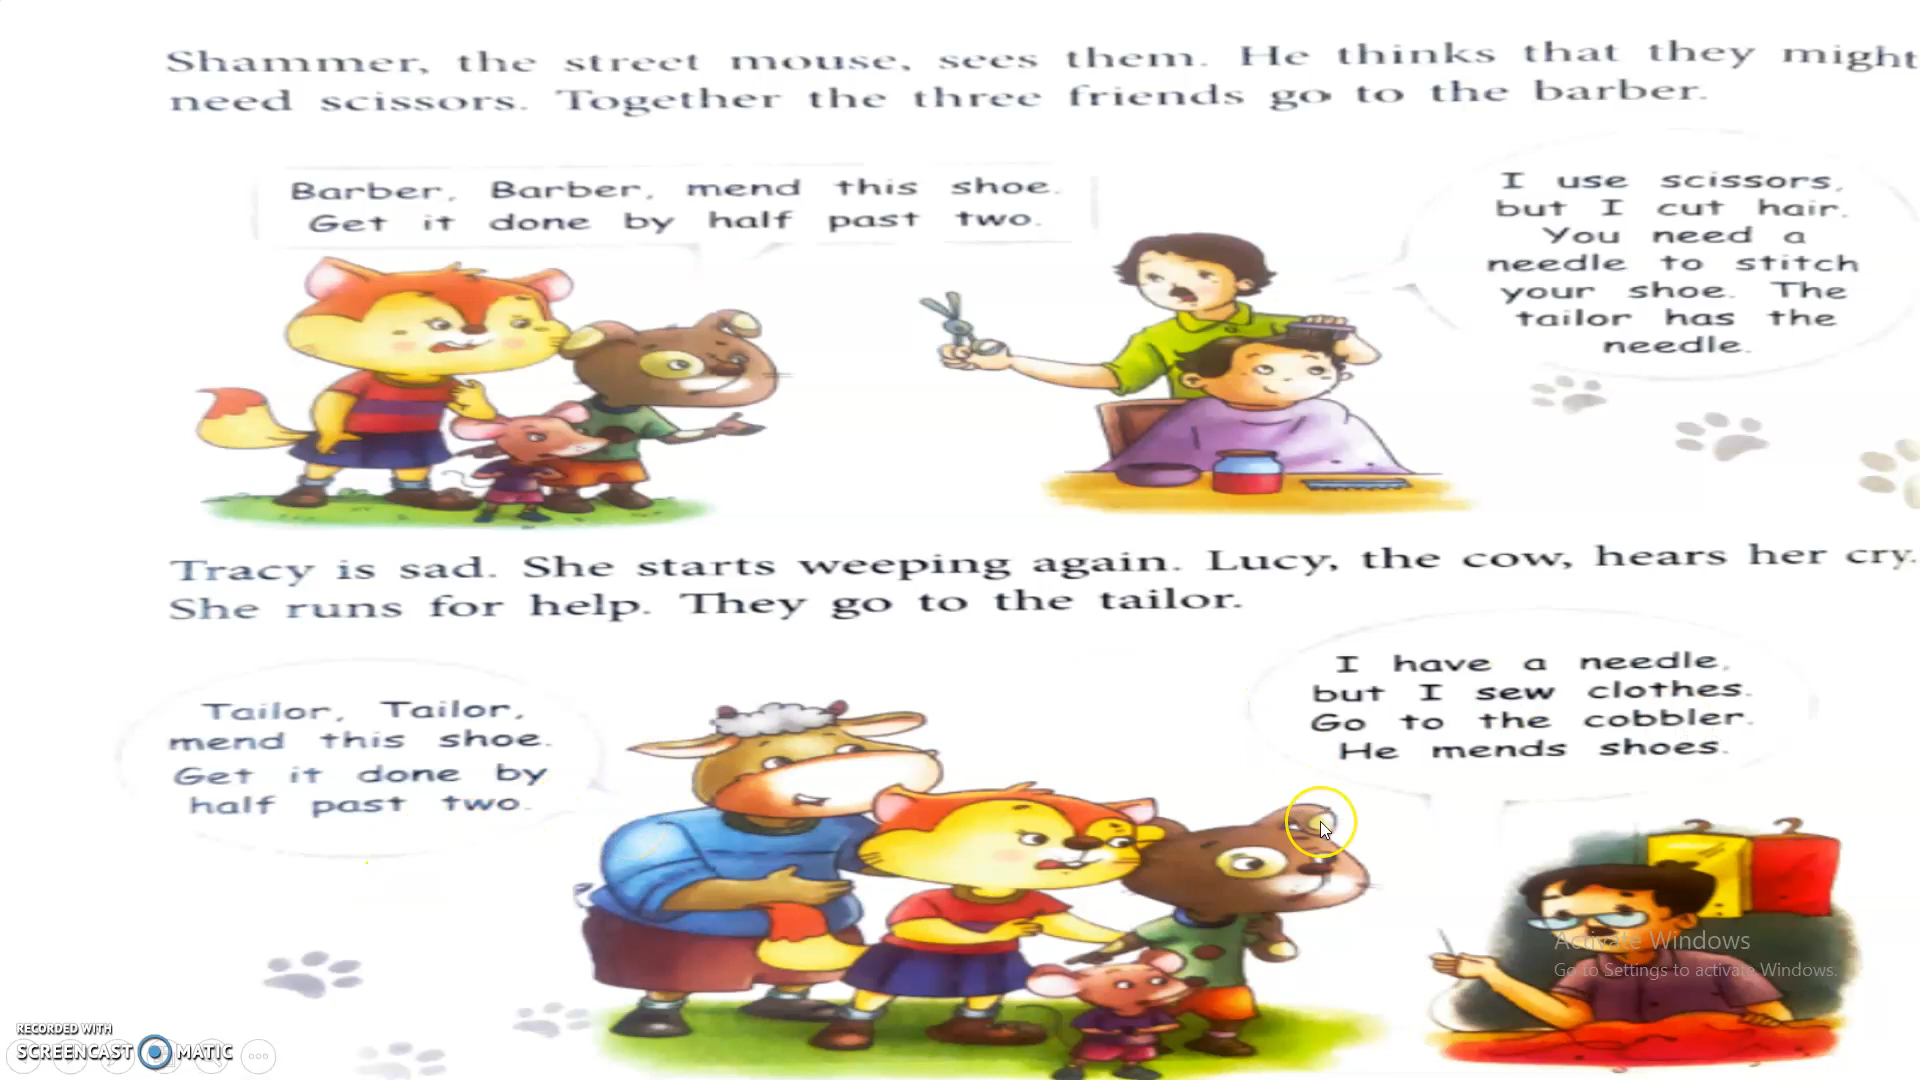 Shammer, the street mouse, sees them. He thinks that they might
need scissors. Together the three friends go to the barber.
Barber, Barber, mend this shoe.
Get it done by half past two.
I use scissors,
but I cut hair.
You need a
needle to stitch
your shoe. The
tailor has the
needle.
Tracy is sad. She starts weeping again. Lucy, the cow, hears her cry.
She runs for help. They go to the tailor.
Tailor, Tailor,
mend this shoe.
Get it done by
half past two.
I have a needle,
but I sew clothes.
Go to the cobbler.
He mends shoes.
Activate Windows
Go to Settings to activate Windows.
RECORDED WITH
SCREENCAST MATIC